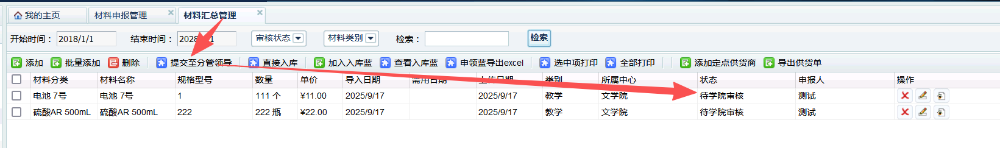 我的主页 材料申报管理 材料汇总管理
开始时间： 2018/1/1 结束时间： 审核状态 材料类别 检索： 检索
添加 批量添加 删除 提交至分管领导 直接入库 加入入库蓝 查看入库蓝 申领蓝导出excel 选中项打印 全部打印 添加定点供货商 导出供货单
材料分类 材料名称 规格型号 数量 单价 导入日期 需用日期 上传日期 类别 所属中心 状态 申报人 操作
电池 7号 电池 7号 1 111 个 ¥11.00 2025/9/17 2025/9/17 教学 文学院 待学院审核 测试
硫酸AR 500mL 硫酸AR 500mL 222 222 瓶 ¥22.00 2025/9/17 2025/9/17 教学 文学院 待学院审核 测试